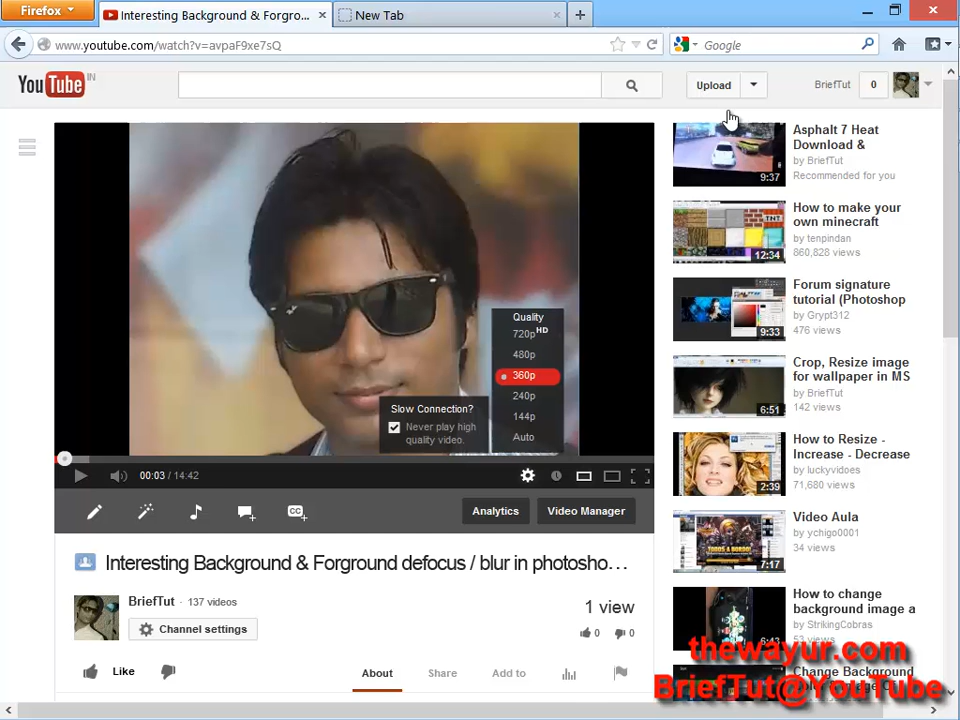 Firefox
Interesting Background & Forgro...
New Tab
www.youtube.com/watch?v=avpaF9xe7sQ
Google
YouTube IN
Upload
BriefTut
0
Quality
720p HD
480p
360p
240p
144p
Auto
Slow Connection?
Never play high
quality video.
00:03 / 14:42
Analytics
Video Manager
Interesting Background & Forground defocus / blur in photosho...
BriefTut · 137 videos
Channel settings
1 view
0
0
Like
About
Share
Add to
9:37
Asphalt 7 Heat
Download &
by BriefTut
Recommended for you
TNT
12:34
How to make your
own minecraft
by tenpindan
860,828 views
9:33
Forum signature
tutorial (Photoshop
by Grypt312
476 views
6:51
Crop, Resize image
for wallpaper in MS
by BriefTut
142 views
2:39
How to Resize -
Increase - Decrease
by luckyvidoes
71,680 views
TODOS A BORDO!
7:17
Video Aula
by ychigo0001
34 views
How to change
background image a
by StrikingCobras
53 views
Change Background
thewayur.com
BriefTut@YouTube